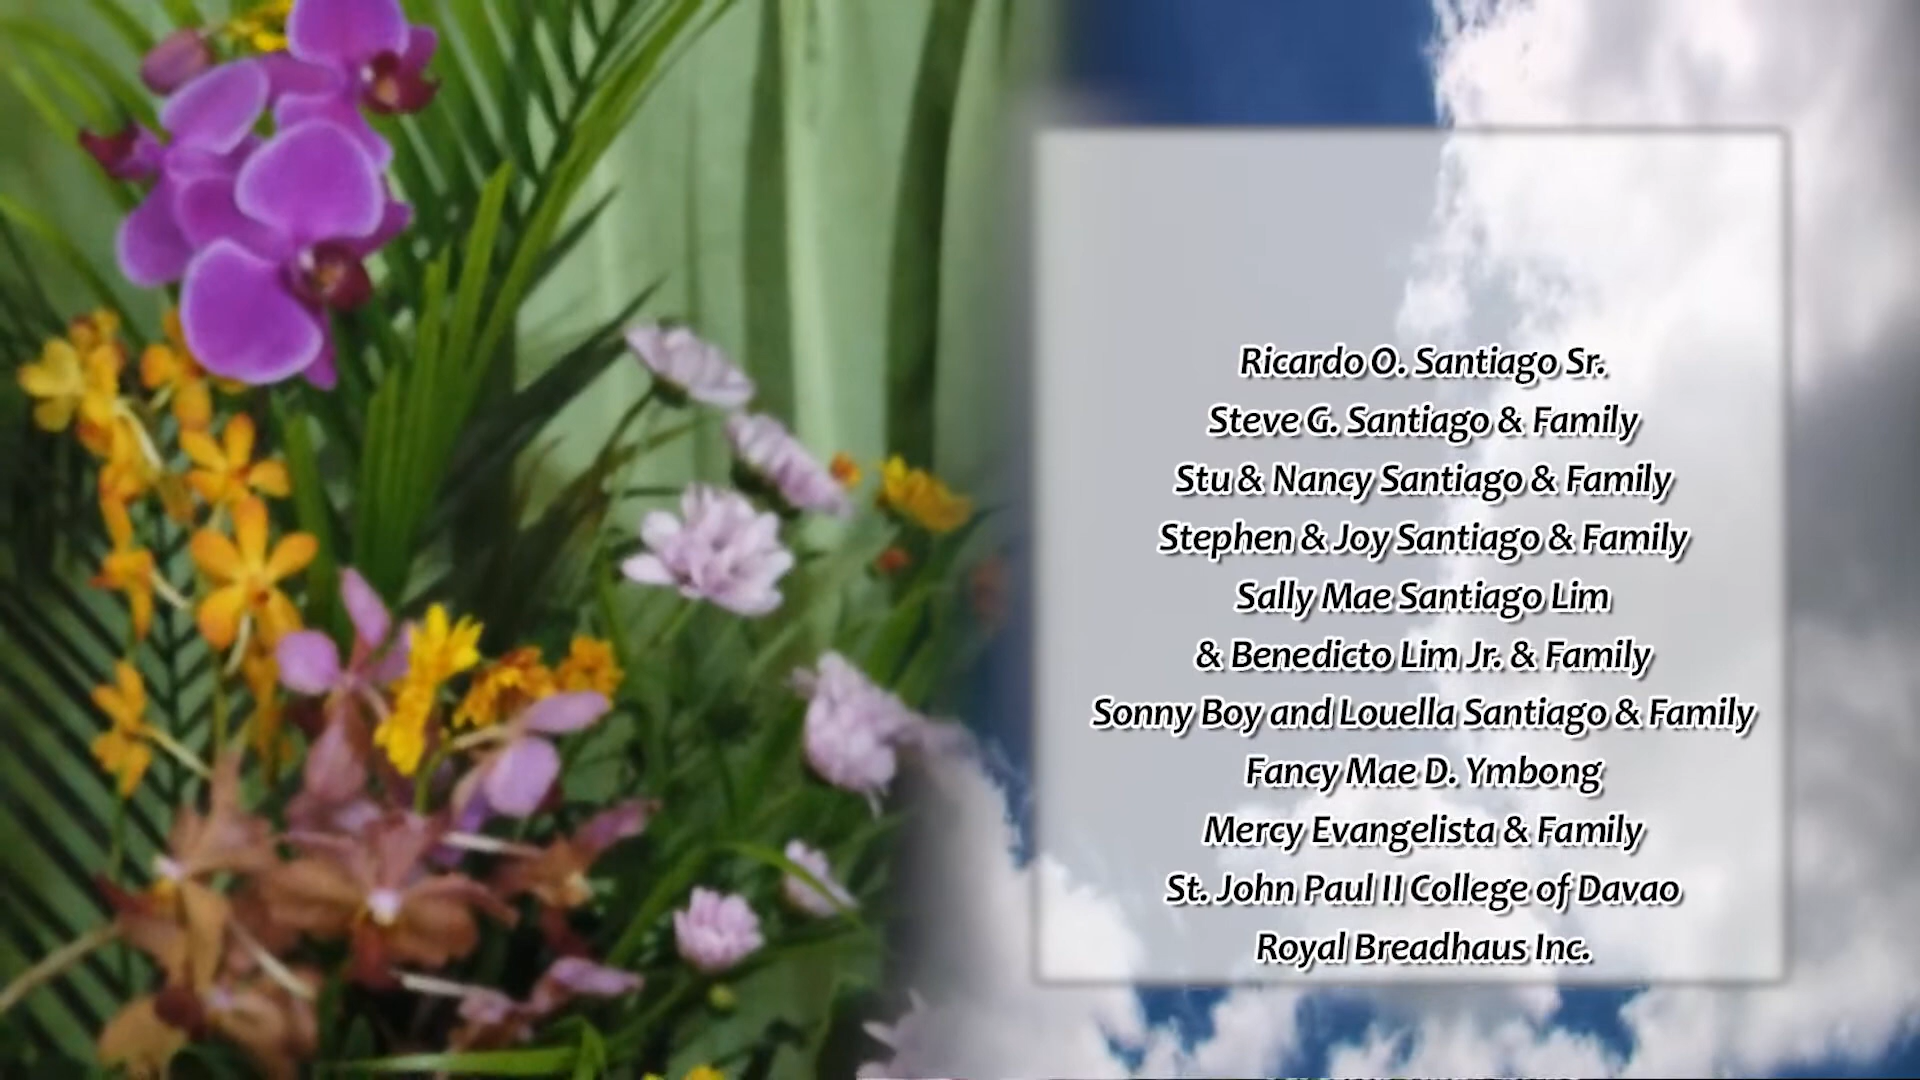 Ricardo O. Santiago Sr.
Steve G. Santiago & Family
Stu & Nancy Santiago & Family
Stephen & Joy Santiago & Family
Sally Mae Santiago Lim
& Benedicto Lim Jr. & Family
Sonny Boy and Louella Santiago & Family
Fancy Mae D. Ymbong
Mercy Evangelista & Family
St. John Paul II College of Davao
Royal Breadhaus Inc.